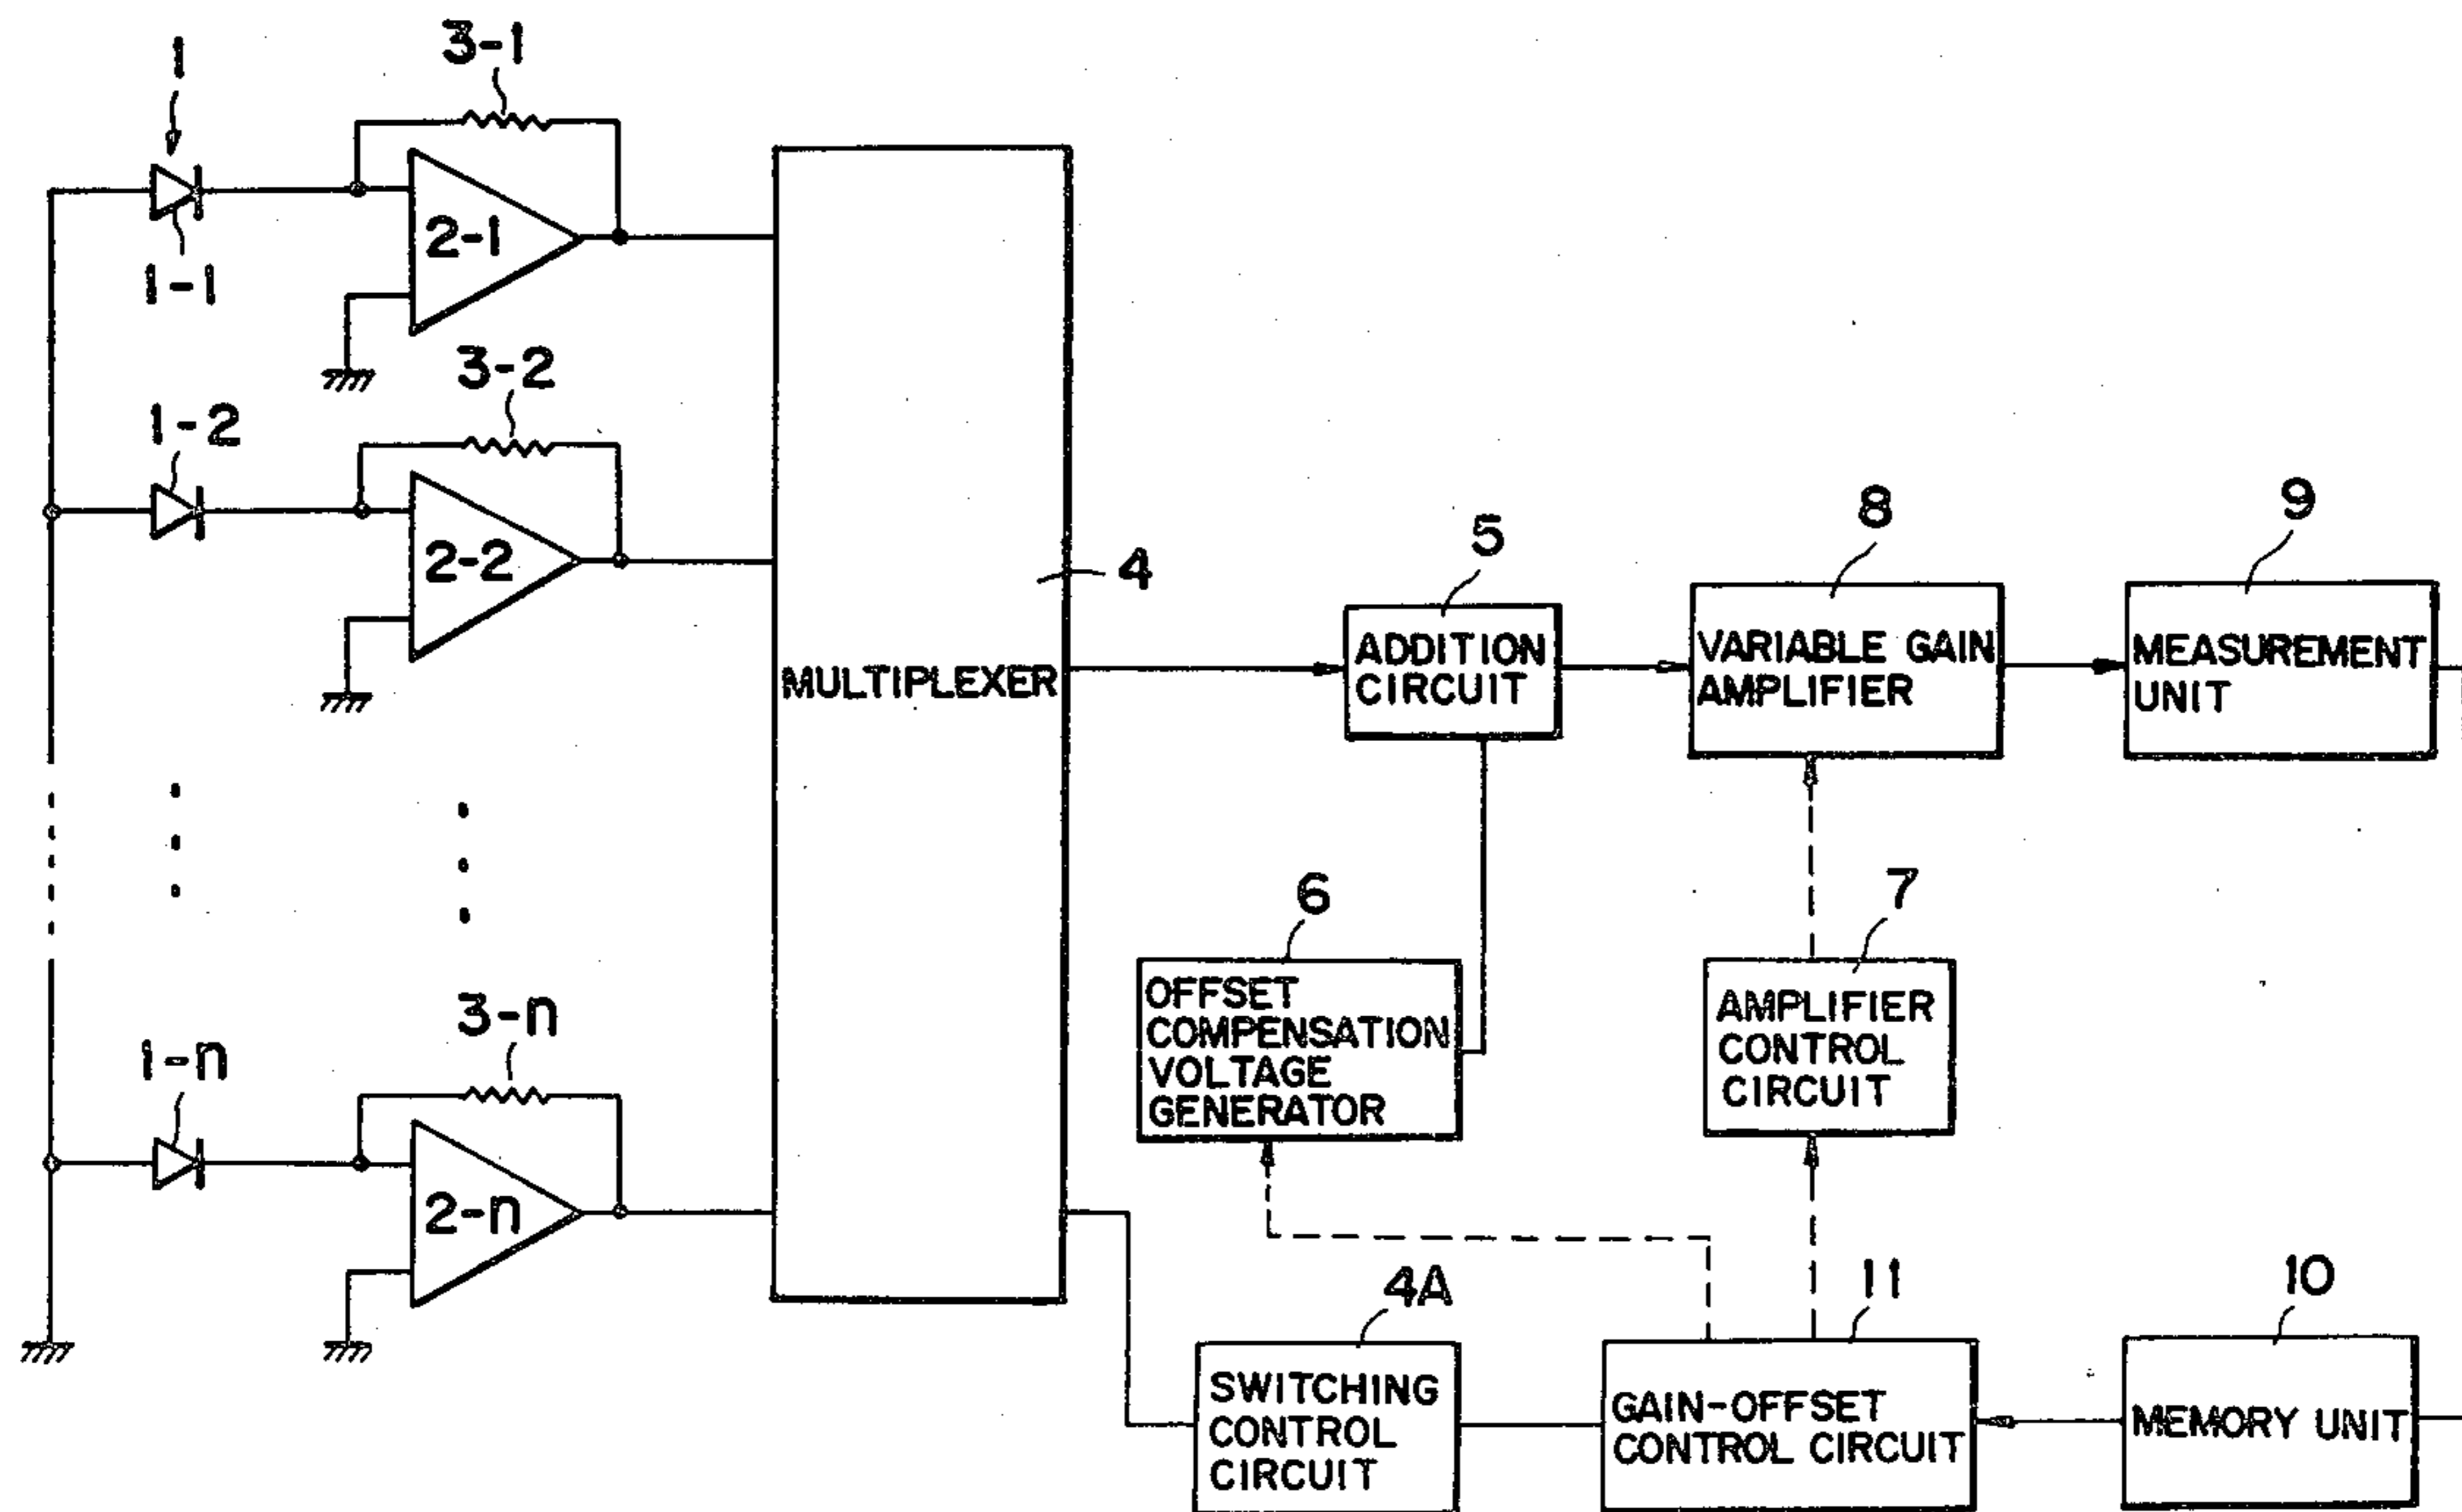 1
3-1
2-1
1-1
3-2
1-2
2-2
4
MULTIPLEXER
5
ADDITION
CIRCUIT
8
VARIABLE GAIN
AMPLIFIER
9
MEASUREMENT
UNIT
6
OFFSET
COMPENSATION
VOLTAGE
GENERATOR
7
AMPLIFIER
CONTROL
CIRCUIT
3-n
1-n
2-n
4A
SWITCHING
CONTROL
CIRCUIT
11
GAIN-OFFSET
CONTROL CIRCUIT
10
MEMORY UNIT